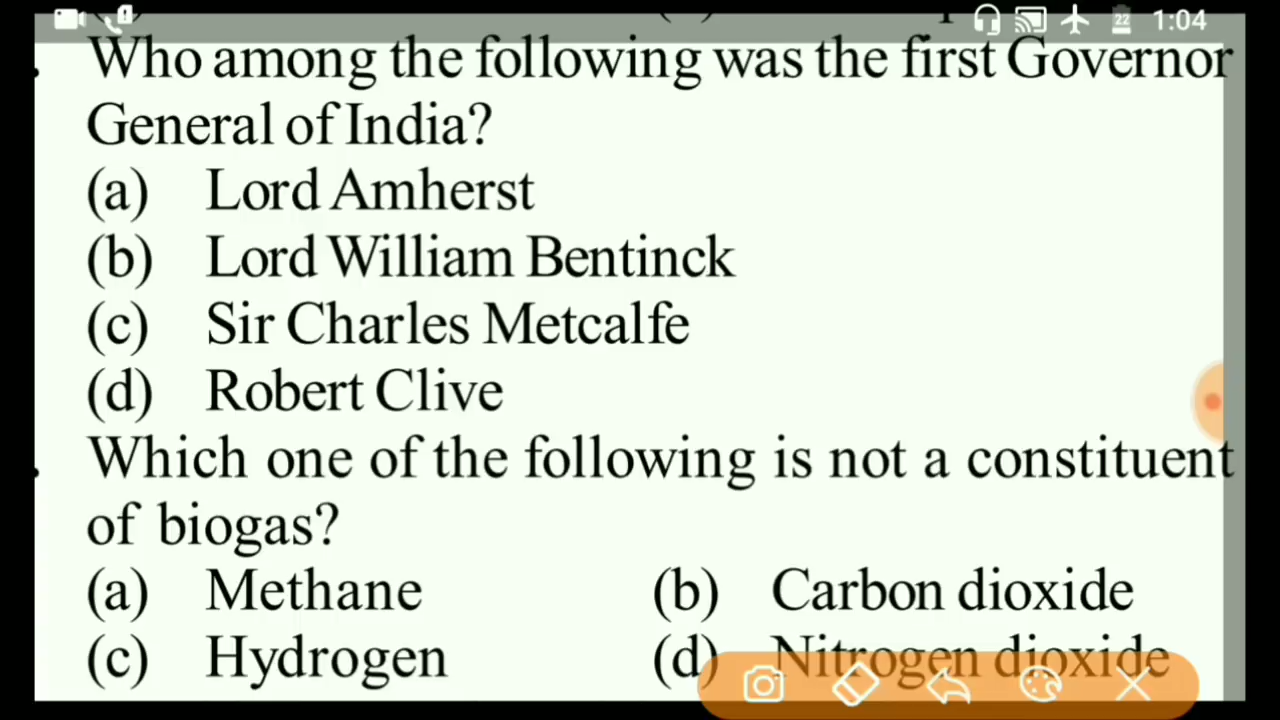 22 1:04
Who among the following was the first Governor
General of India?
(a) Lord Amherst
(b) Lord William Bentinck
(c) Sir Charles Metcalfe
(d) Robert Clive
Which one of the following is not a constituent
of biogas?
(a) Methane (b) Carbon dioxide
(c) Hydrogen (d) Nitrogen dioxide